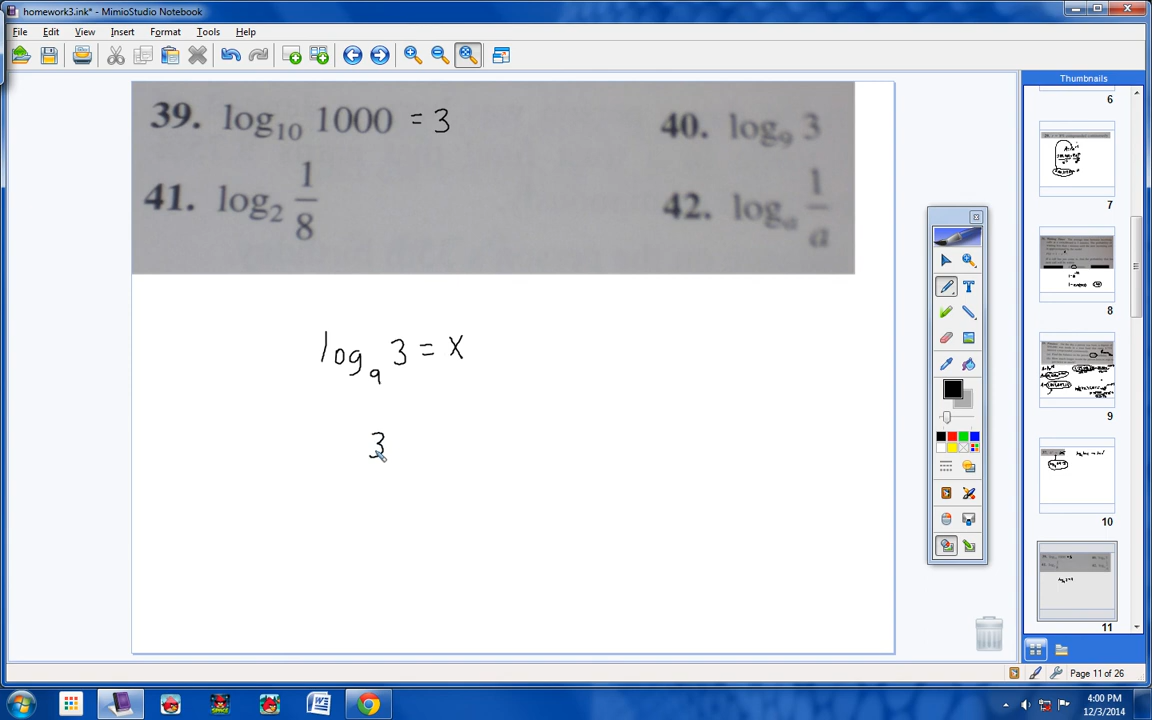 homework3.ink* - MimioStudio Notebook
File Edit View Insert Format Tools Help
39. log10 1000 = 3
40. log9 3
41. log2 1/8
42. loga 1/a
log9 3 = x
3
Thumbnails
6
7
8
9
10
11
Page 11 of 26
4:00 PM
12/3/2014